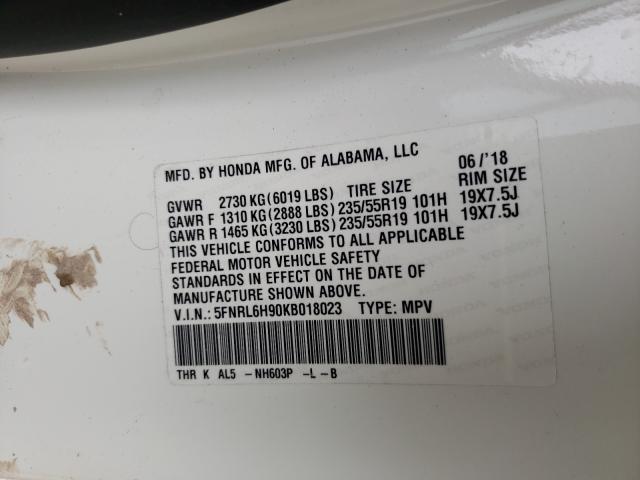 MFD. BY HONDA MFG. OF ALABAMA, LLC 06/'18
GVWR 2730 KG(6019 LBS) TIRE SIZE RIM SIZE
GAWR F 1310 KG(2888 LBS) 235/55R19 101H 19X7.5J
GAWR R 1465 KG(3230 LBS) 235/55R19 101H 19X7.5J
THIS VEHICLE CONFORMS TO ALL APPLICABLE
FEDERAL MOTOR VEHICLE SAFETY
STANDARDS IN EFFECT ON THE DATE OF
MANUFACTURE SHOWN ABOVE.
V.I.N.: 5FNRL6H90KB018023 TYPE: MPV
THR K AL5 - NH603P -L -B